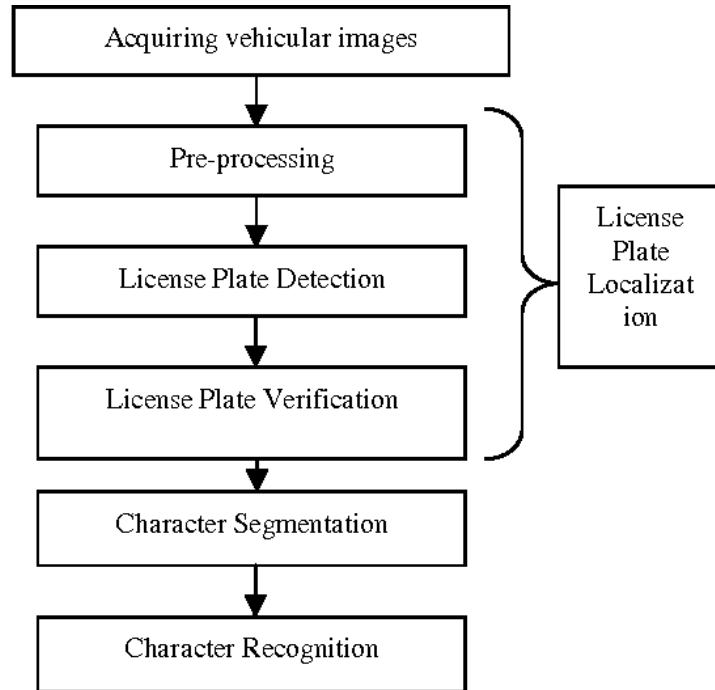 Acquiring vehicular images
Pre-processing
License Plate Detection
License Plate Verification
Character Segmentation
Character Recognition
License
Plate
Localizat
ion